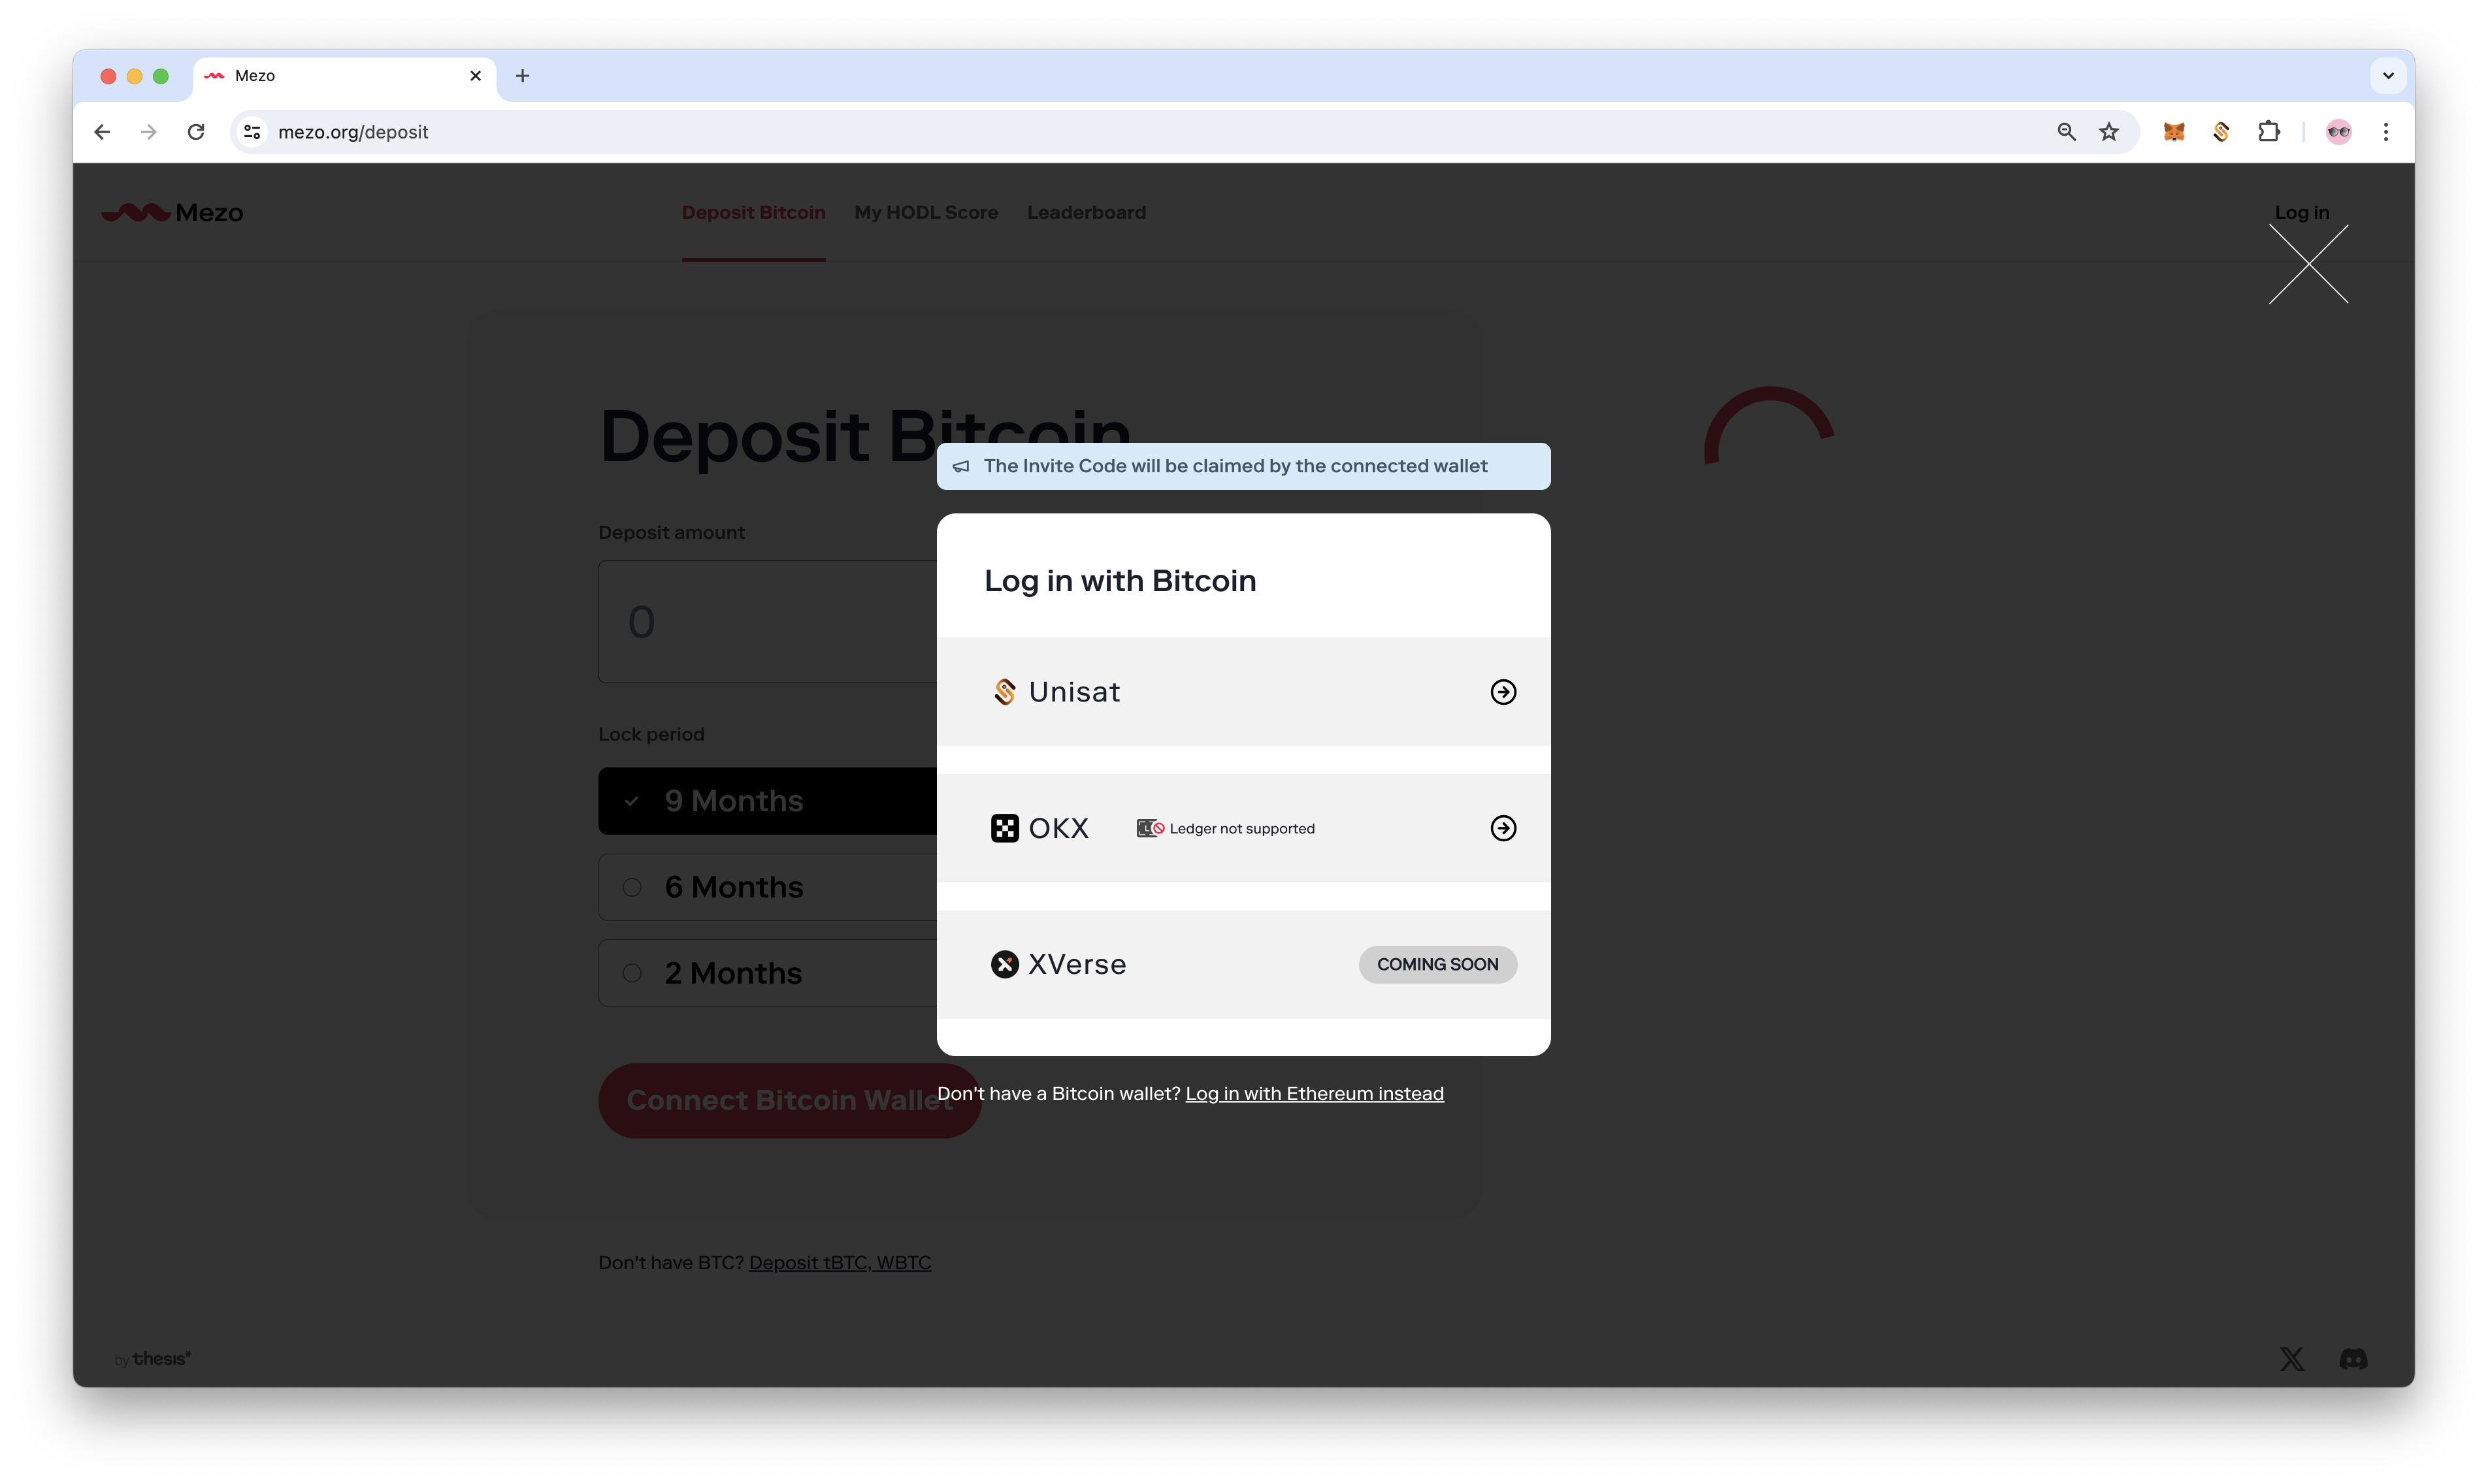 Mezo
mezo.org/deposit
Mezo
Deposit Bitcoin
My HODL Score
Leaderboard
Log in
Deposit Bitcoin
The Invite Code will be claimed by the connected wallet
Deposit amount
0
Lock period
9 Months
6 Months
2 Months
Connect Bitcoin Wallet
Log in with Bitcoin
Unisat
OKX
Ledger not supported
XVerse
COMING SOON
Don't have a Bitcoin wallet? Log in with Ethereum instead
Don't have BTC? Deposit tBTC, WBTC
by thesis*